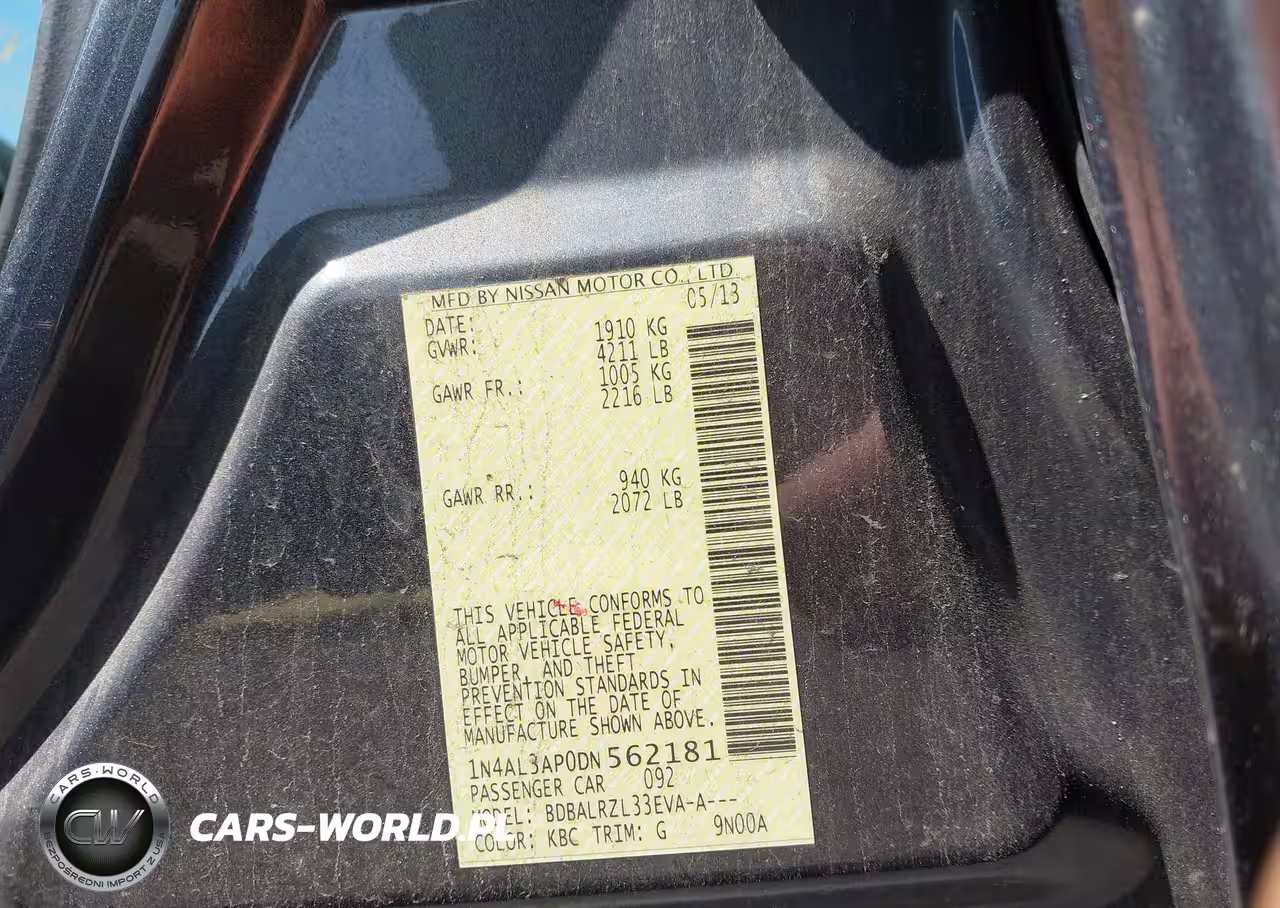 MFD BY NISSAN MOTOR CO., LTD.
DATE: 05/13
GVWR: 1910 KG
4211 LB
GAWR FR.: 1005 KG
2216 LB
GAWR RR.: 940 KG
2072 LB
THIS VEHICLE CONFORMS TO
ALL APPLICABLE FEDERAL
MOTOR VEHICLE SAFETY,
BUMPER, AND THEFT
PREVENTION STANDARDS IN
EFFECT ON THE DATE OF
MANUFACTURE SHOWN ABOVE.
1N4AL3AP0DN562181
PASSENGER CAR 092
MODEL: BDBALRZL33EVA-A---
COLOR: KBC TRIM: G 9N00A
CARS-WORLD
CW
BEZPOŚREDNI IMPORT Z USA
CARS-WORLD.PL